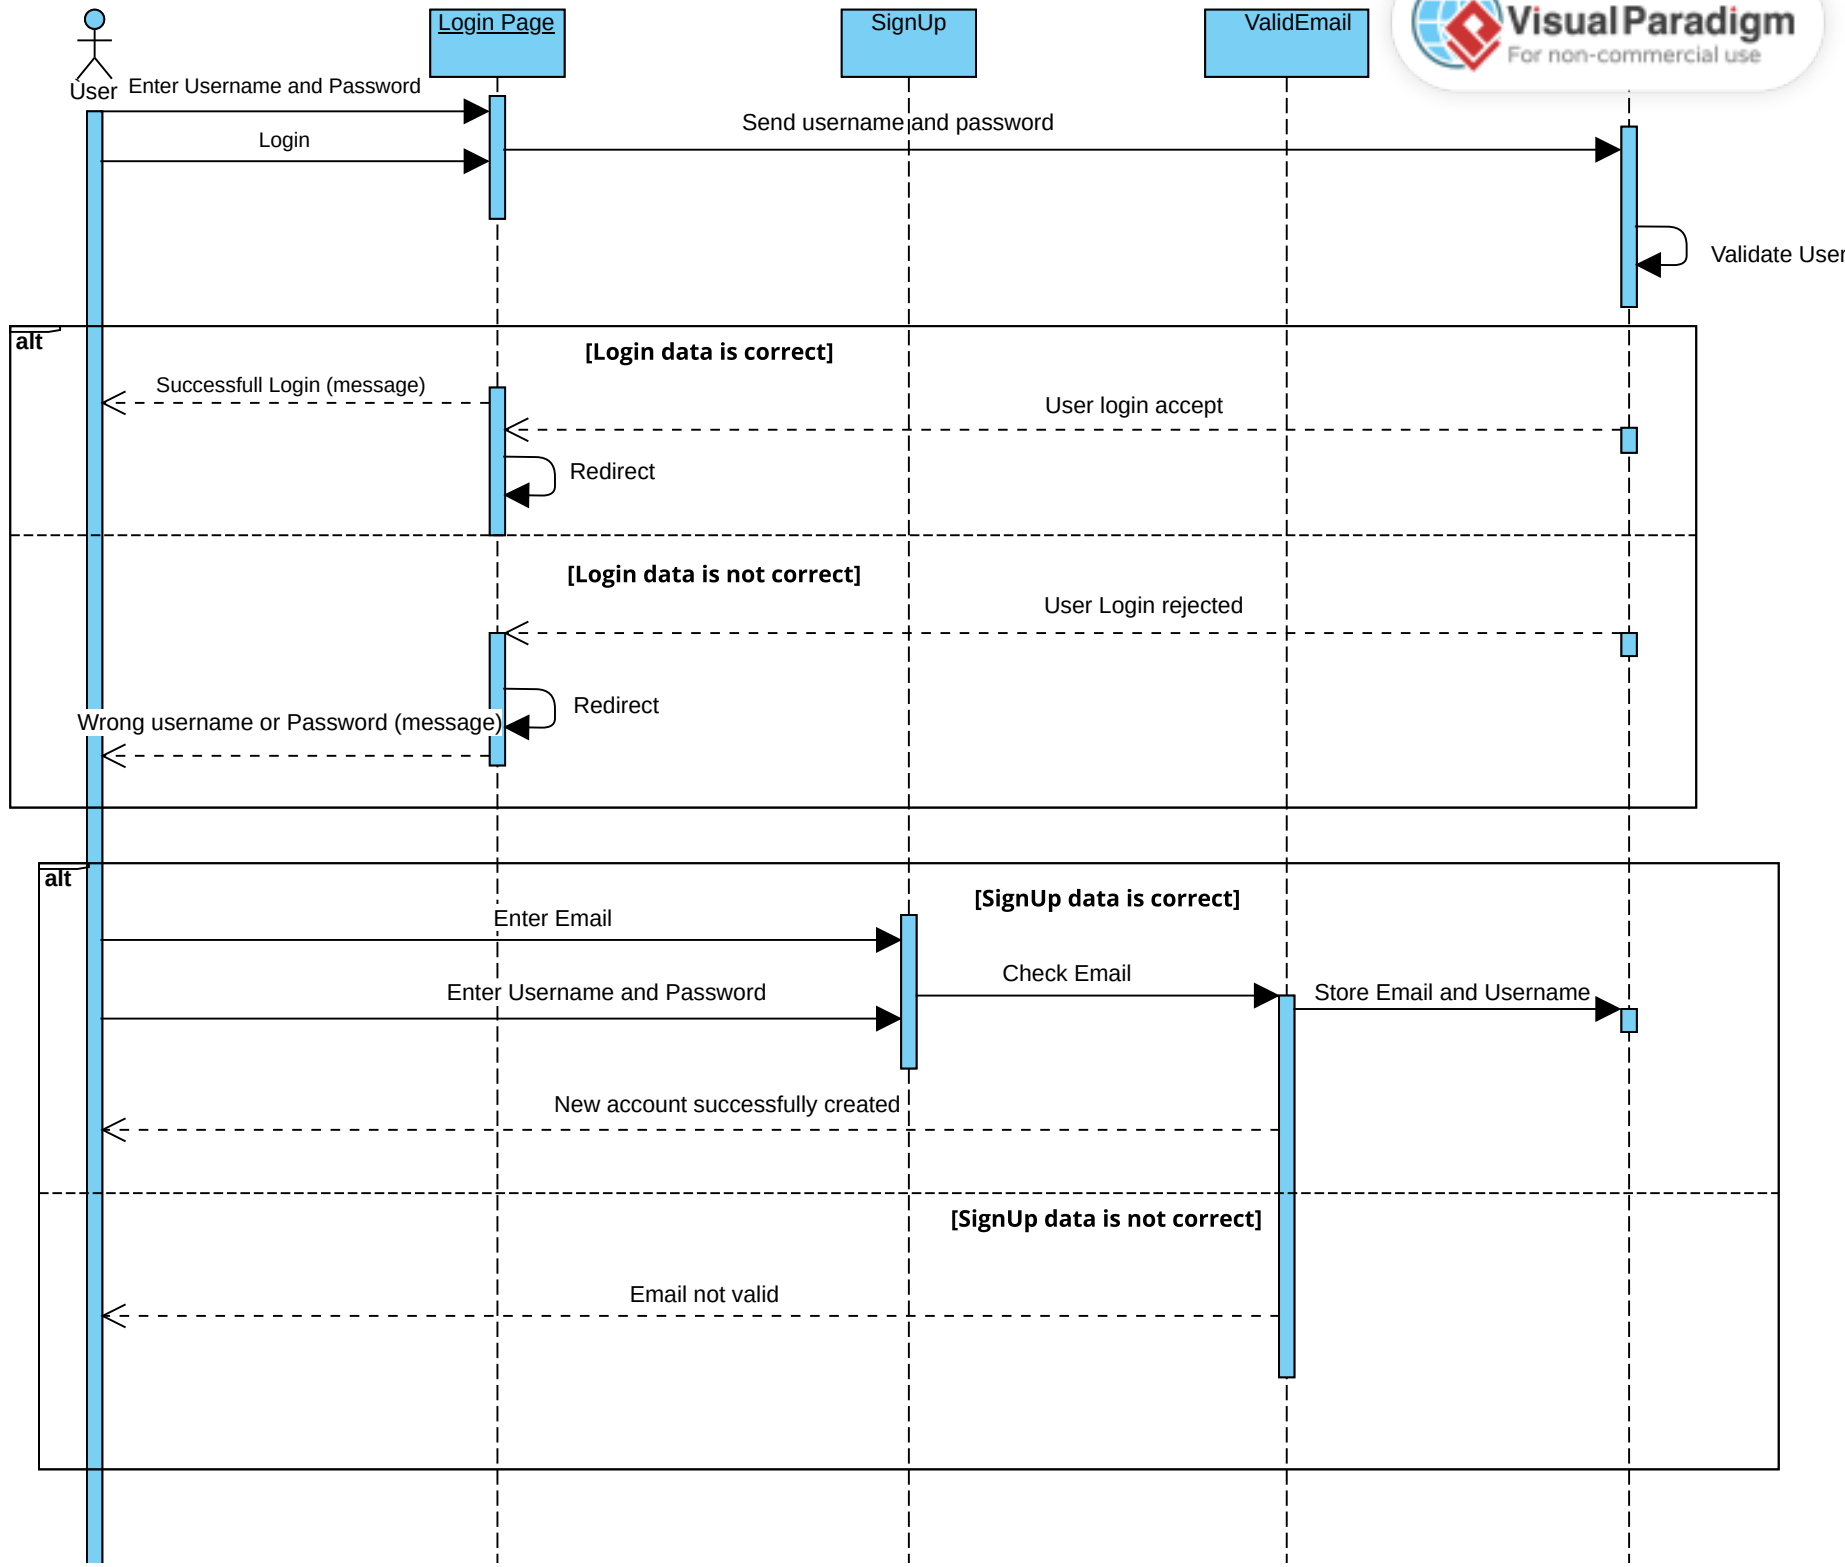 Login Page
SignUp
ValidEmail
Visual Paradigm
For non-commercial use
User
Enter Username and Password
Send username and password
Login
Validate User
alt
[Login data is correct]
Successfull Login (message)
User login accept
Redirect
[Login data is not correct]
User Login rejected
Redirect
Wrong username or Password (message)
alt
[SignUp data is correct]
Enter Email
Check Email
Enter Username and Password
Store Email and Username
New account successfully created
[SignUp data is not correct]
Email not valid